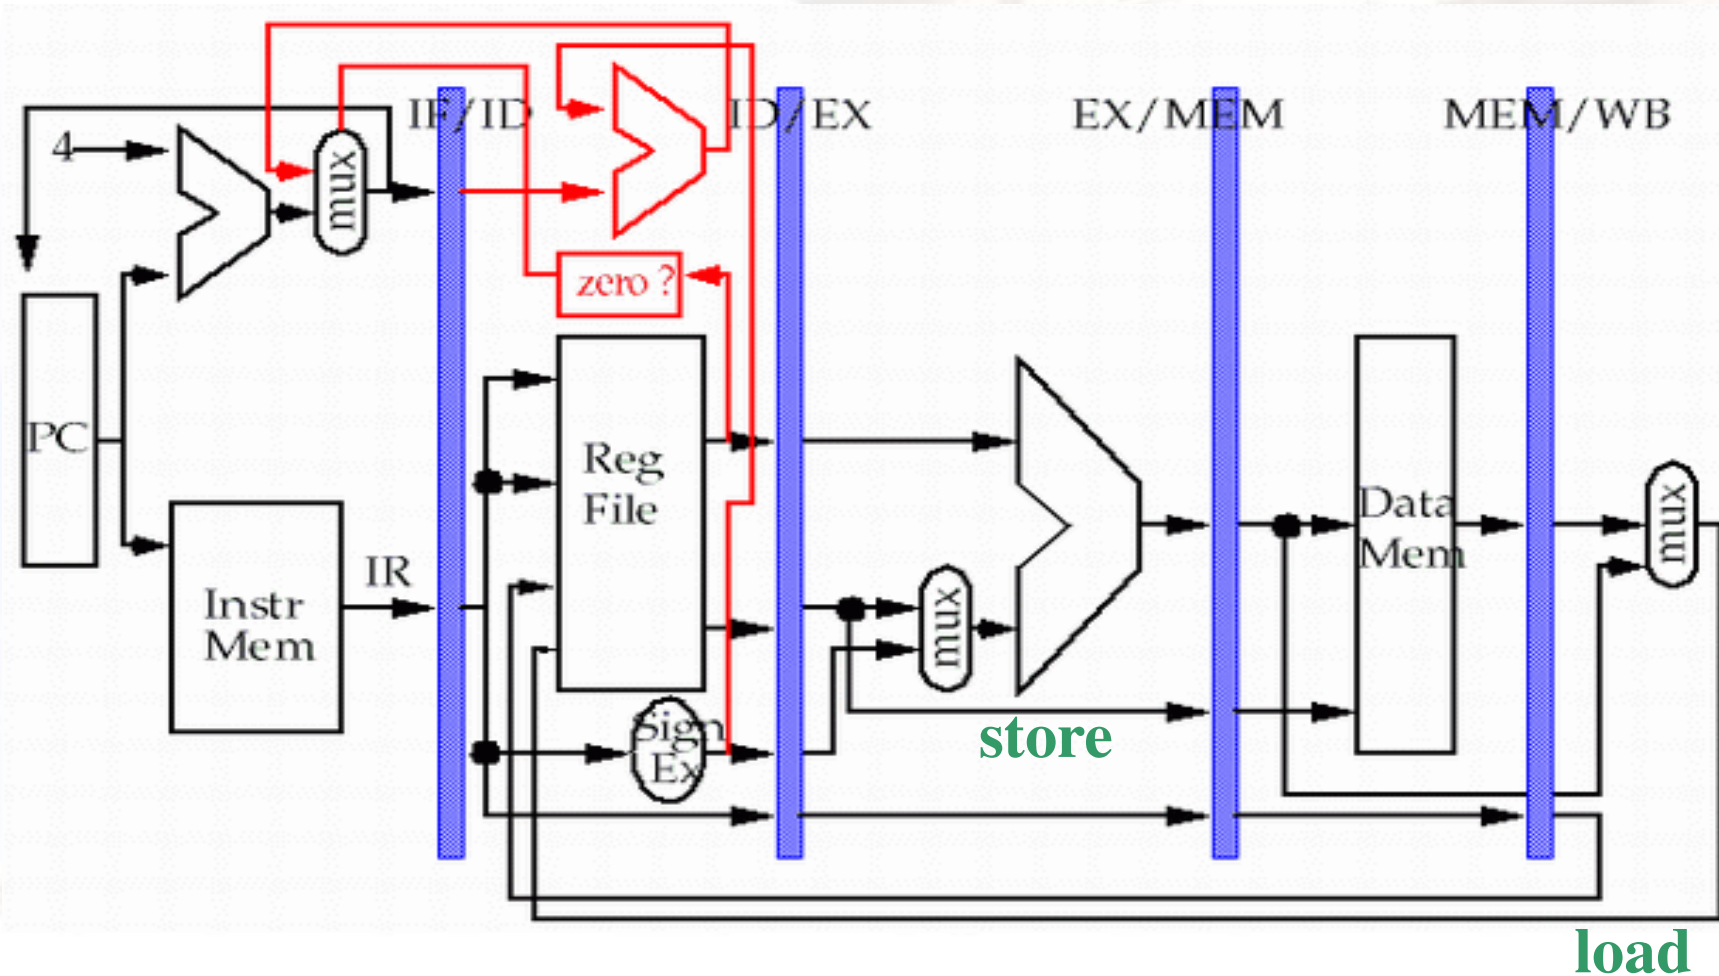 IF/ID
ID/EX
EX/MEM
MEM/WB
4
mux
zero ?
PC
Reg
File
IR
Instr
Mem
mux
Data
Mem
mux
Sign
Ex
store
load